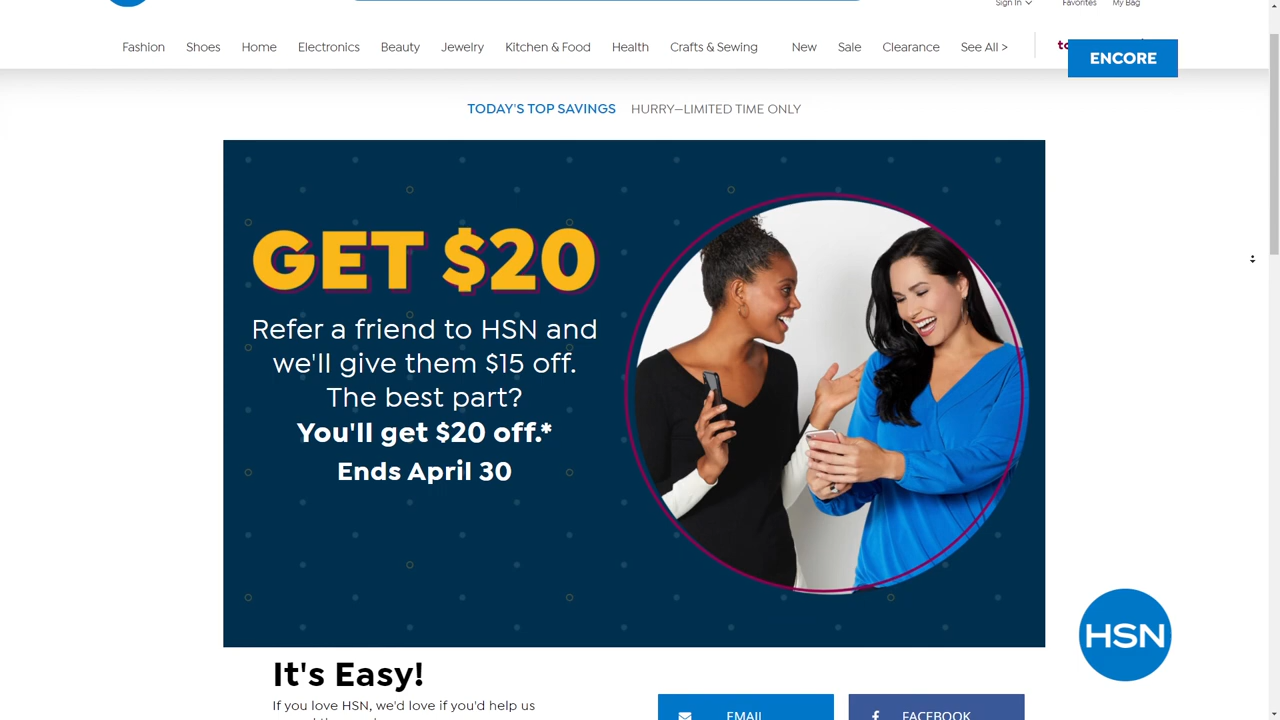 Sign In
Favorites
My Bag
Fashion Shoes Home Electronics Beauty Jewelry Kitchen & Food Health Crafts & Sewing New Sale Clearance See All >
ENCORE
TODAY'S TOP SAVINGS HURRY—LIMITED TIME ONLY
GET $20
Refer a friend to HSN and
we'll give them $15 off.
The best part?
You'll get $20 off.*
Ends April 30
HSN
It's Easy!
If you love HSN, we'd love if you'd help us
EMAIL
FACEBOOK